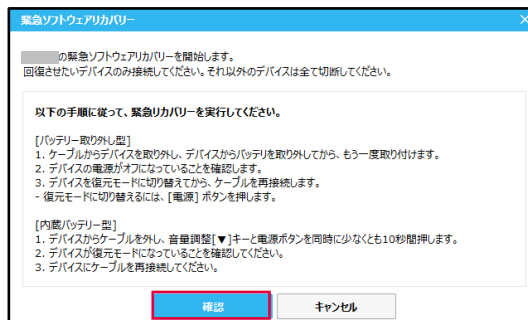 緊急ソフトウェアリカバリー
の緊急ソフトウェアリカバリーを開始します。
回復させたいデバイスのみ接続してください。それ以外のデバイスは全て切断してください。
以下の手順に従って、緊急リカバリーを実行してください。
[バッテリー取り外し型]
1. ケーブルからデバイスを取り外し、デバイスからバッテリを取り外してから、もう一度取り付けます。
2. デバイスの電源がオフになっていることを確認します。
3. デバイスを復元モードに切り替えてから、ケーブルを再接続します。
- 復元モードに切り替えるには、[電源] ボタンを押します。
[内蔵バッテリー型]
1. デバイスからケーブルを外し、音量調整[▼]キーと電源ボタンを同時に少なくとも10秒間押します。
2. デバイスが復元モードになっていることを確認してください。
3. デバイスにケーブルを再接続してください。
確認
キャンセル